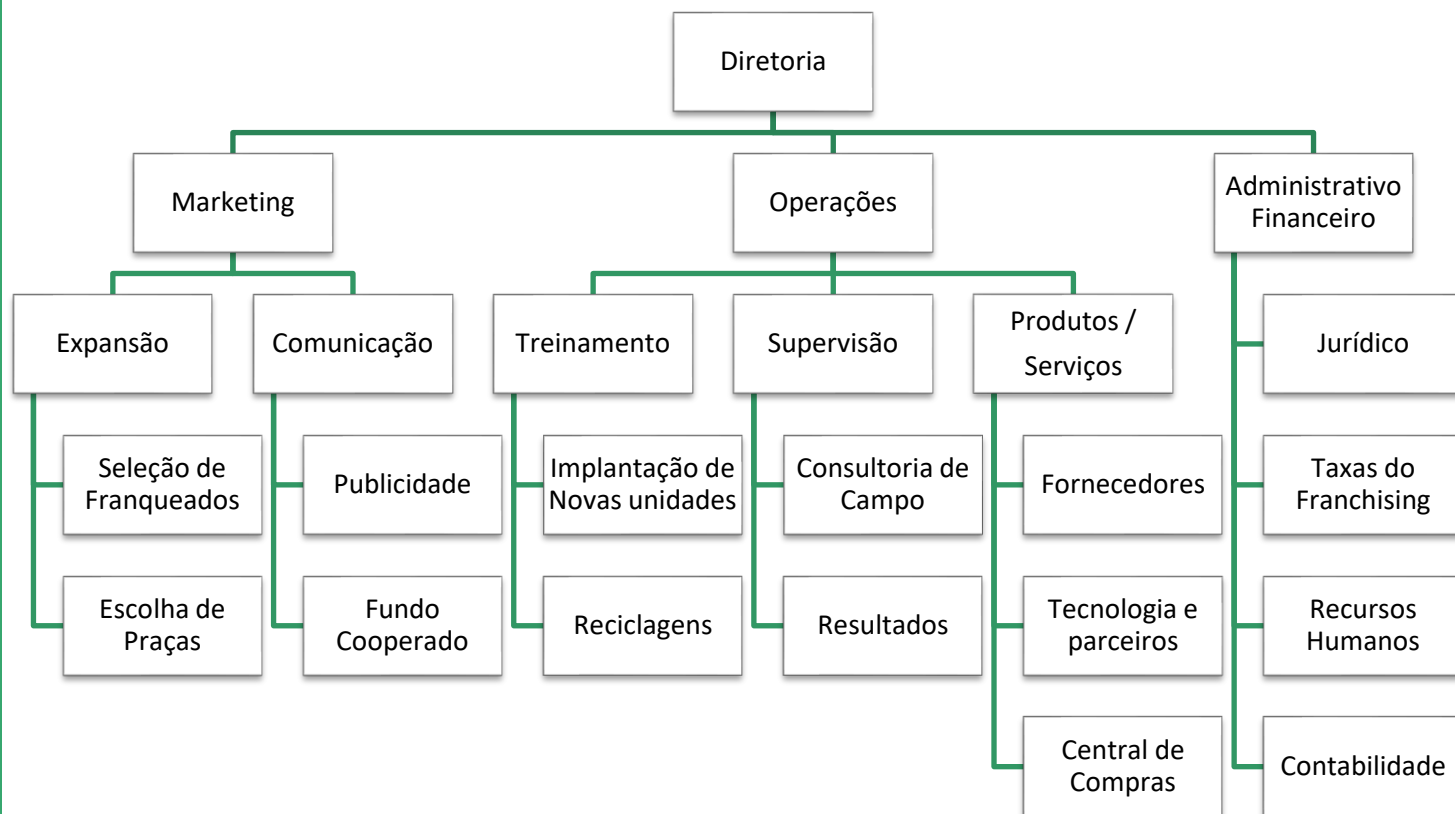 Diretoria
Marketing
Operações
Administrativo
Financeiro
Expansão
Comunicação
Treinamento
Supervisão
Produtos /
Serviços
Jurídico
Seleção de
Franqueados
Publicidade
Implantação de
Novas unidades
Consultoria de
Campo
Fornecedores
Taxas do
Franchising
Escolha de
Praças
Fundo
Cooperado
Reciclagens
Resultados
Tecnologia e
parceiros
Recursos
Humanos
Central de
Compras
Contabilidade